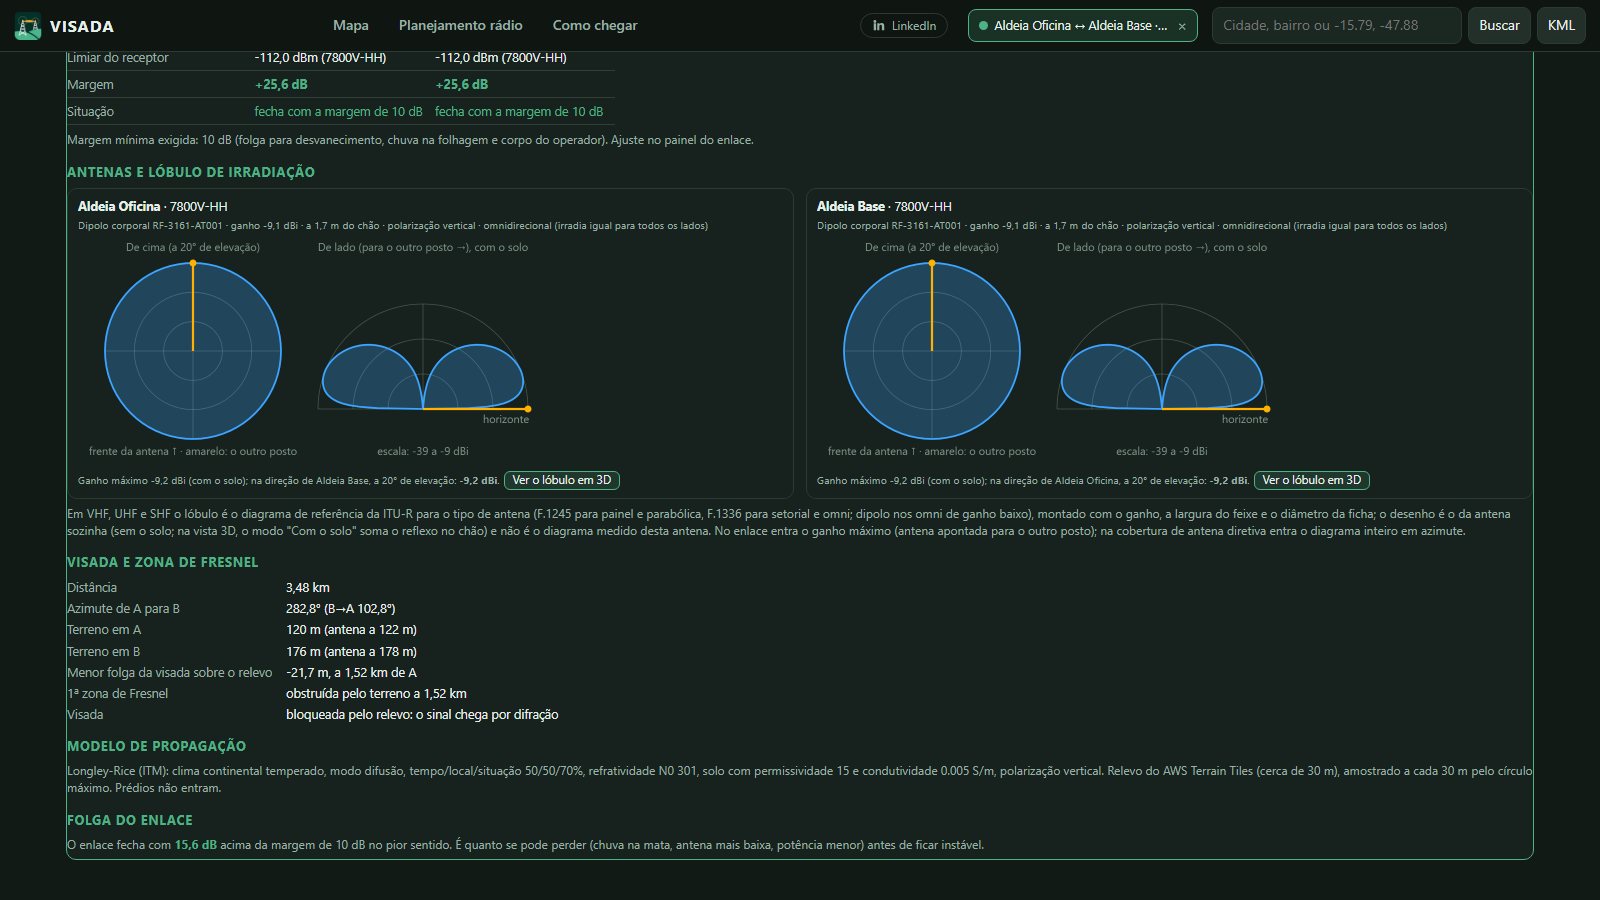 VISADA
Mapa
Planejamento rádio
Como chegar
in LinkedIn
Aldeia Oficina ↔ Aldeia Base ·... ×
Cidade, bairro ou -15.79, -47.88
Buscar
KML
Limiar do receptor -112,0 dBm (7800V-HH) -112,0 dBm (7800V-HH)
Margem +25,6 dB +25,6 dB
Situação fecha com a margem de 10 dB fecha com a margem de 10 dB
Margem mínima exigida: 10 dB (folga para desvanecimento, chuva na folhagem e corpo do operador). Ajuste no painel do enlace.
ANTENAS E LÓBULO DE IRRADIAÇÃO
Aldeia Oficina · 7800V-HH
Dipolo corporal RF-3161-AT001 · ganho -9,1 dBi · a 1,7 m do chão · polarização vertical · omnidirecional (irradia igual para todos os lados)
De cima (a 20° de elevação)
De lado (para o outro posto →), com o solo
horizonte
frente da antena ↑ · amarelo: o outro posto
escala: -39 a -9 dBi
Ganho máximo -9,2 dBi (com o solo); na direção de Aldeia Base, a 20° de elevação: -9,2 dBi. Ver o lóbulo em 3D
Aldeia Base · 7800V-HH
Dipolo corporal RF-3161-AT001 · ganho -9,1 dBi · a 1,7 m do chão · polarização vertical · omnidirecional (irradia igual para todos os lados)
De cima (a 20° de elevação)
De lado (para o outro posto →), com o solo
horizonte
frente da antena ↑ · amarelo: o outro posto
escala: -39 a -9 dBi
Ganho máximo -9,2 dBi (com o solo); na direção de Aldeia Oficina, a 20° de elevação: -9,2 dBi. Ver o lóbulo em 3D
Em VHF, UHF e SHF o lóbulo é o diagrama de referência da ITU-R para o tipo de antena (F.1245 para painel e parabólica, F.1336 para setorial e omni; dipolo nos omni de ganho baixo), montado com o ganho, a largura do feixe e o diâmetro da ficha; o desenho é o da antena
sozinha (sem o solo; na vista 3D, o modo "Com o solo" soma o reflexo no chão) e não é o diagrama medido desta antena. No enlace entra o ganho máximo (antena apontada para o outro posto); na cobertura de antena diretiva entra o diagrama inteiro em azimute.
VISADA E ZONA DE FRESNEL
Distância 3,48 km
Azimute de A para B 282,8° (B→A 102,8°)
Terreno em A 120 m (antena a 122 m)
Terreno em B 176 m (antena a 178 m)
Menor folga da visada sobre o relevo -21,7 m, a 1,52 km de A
1ª zona de Fresnel obstruída pelo terreno a 1,52 km
Visada bloqueada pelo relevo: o sinal chega por difração
MODELO DE PROPAGAÇÃO
Longley-Rice (ITM): clima continental temperado, modo difusão, tempo/local/situação 50/50/70%, refratividade N0 301, solo com permissividade 15 e condutividade 0.005 S/m, polarização vertical. Relevo do AWS Terrain Tiles (cerca de 30 m), amostrado a cada 30 m pelo círculo
máximo. Prédios não entram.
FOLGA DO ENLACE
O enlace fecha com 15,6 dB acima da margem de 10 dB no pior sentido. É quanto se pode perder (chuva na mata, antena mais baixa, potência menor) antes de ficar instável.